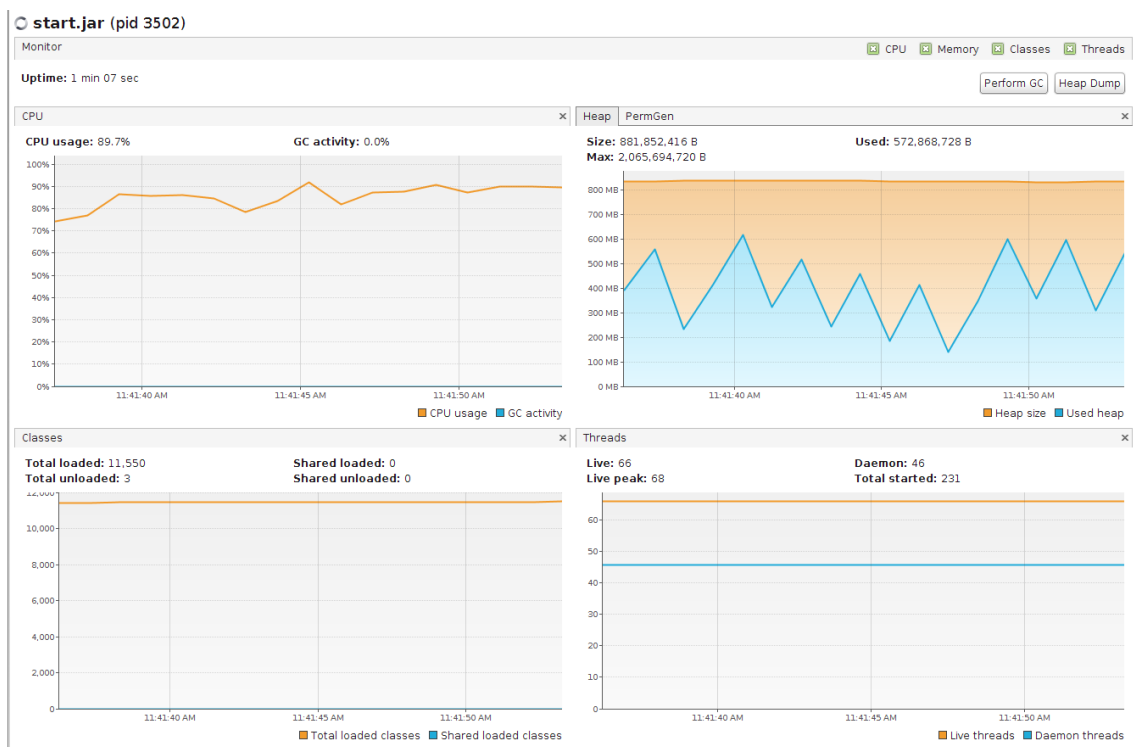 start.jar (pid 3502)
Monitor
CPU Memory Classes Threads
Uptime: 1 min 07 sec
Perform GC Heap Dump
CPU
CPU usage: 89.7% GC activity: 0.0%
100%
90%
80%
70%
60%
50%
40%
30%
20%
10%
0%
11:41:40 AM 11:41:45 AM 11:41:50 AM
CPU usage GC activity
Heap PermGen
Size: 881,852,416 B Used: 572,868,728 B
Max: 2,065,694,720 B
800 MB
700 MB
600 MB
500 MB
400 MB
300 MB
200 MB
100 MB
0 MB
11:41:40 AM 11:41:45 AM 11:41:50 AM
Heap size Used heap
Classes
Total loaded: 11,550 Shared loaded: 0
Total unloaded: 3 Shared unloaded: 0
12,000
10,000
8,000
6,000
4,000
2,000
0
11:41:40 AM 11:41:45 AM 11:41:50 AM
Total loaded classes Shared loaded classes
Threads
Live: 66 Daemon: 46
Live peak: 68 Total started: 231
60
50
40
30
20
10
0
11:41:40 AM 11:41:45 AM 11:41:50 AM
Live threads Daemon threads